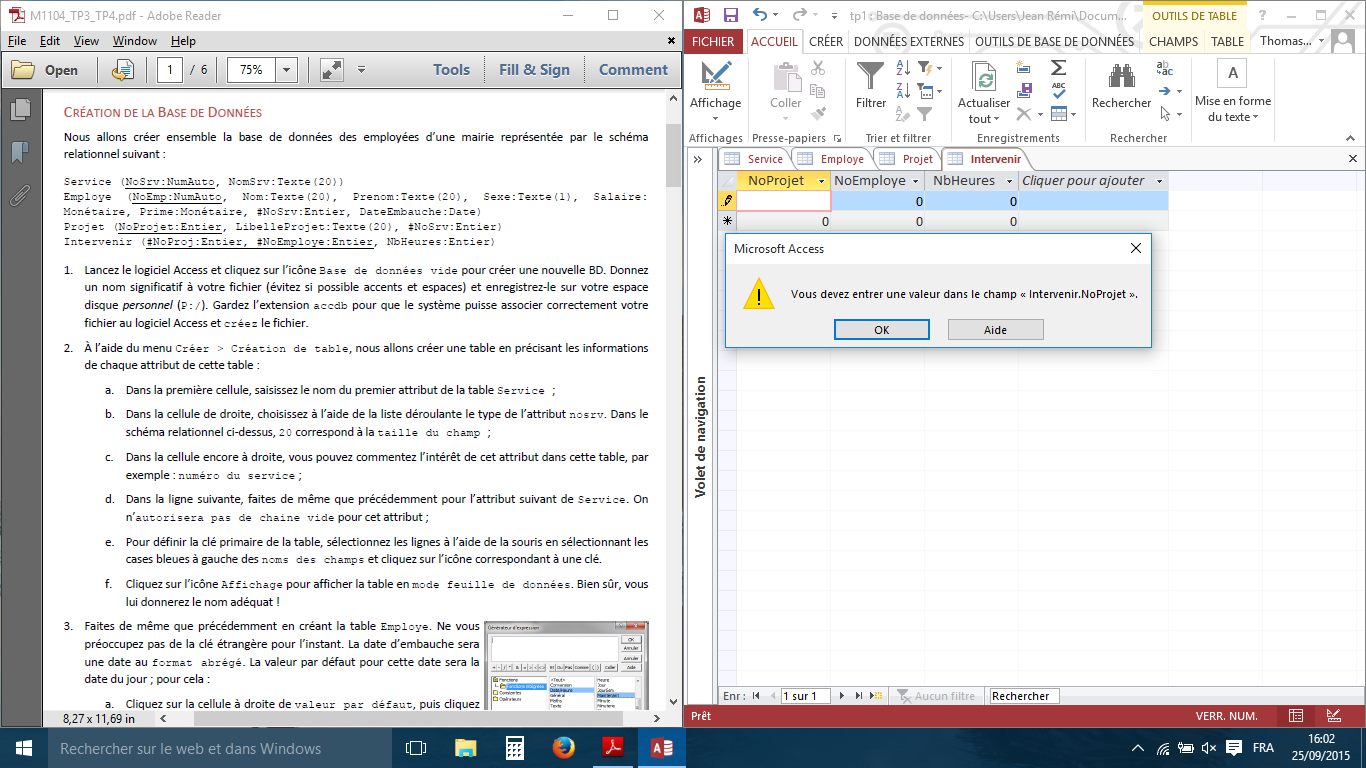 M1104_TP3_TP4.pdf - Adobe Reader
File Edit View Window Help
Open 1 / 6 75% Tools Fill & Sign Comment
CRÉATION DE LA BASE DE DONNÉES
Nous allons créer ensemble la base de données des employées d'une mairie représentée par le schéma
relationnel suivant :
Service (NoSrv:NumAuto, NomSrv:Texte(20))
Employe (NoEmp:NumAuto, Nom:Texte(20), Prenom:Texte(20), Sexe:Texte(1), Salaire:
Monétaire, Prime:Monétaire, #NoSrv:Entier, DateEmbauche:Date)
Projet (NoProjet:Entier, LibelleProjet:Texte(20), #NoSrv:Entier)
Intervenir (#NoProj:Entier, #NoEmploye:Entier, NbHeures:Entier)
1. Lancez le logiciel Access et cliquez sur l'icône Base de données vide pour créer une nouvelle BD. Donnez
un nom significatif à votre fichier (évitez si possible accents et espaces) et enregistrez-le sur votre espace
disque personnel (P:/). Gardez l'extension accdb pour que le système puisse associer correctement votre
fichier au logiciel Access et créez le fichier.
2. À l'aide du menu Créer > Création de table, nous allons créer une table en précisant les informations
de chaque attribut de cette table :
a. Dans la première cellule, saisissez le nom du premier attribut de la table Service ;
b. Dans la cellule de droite, choisissez à l'aide de la liste déroulante le type de l'attribut nosrv. Dans le
schéma relationnel ci-dessus, 20 correspond à la taille du champ ;
c. Dans la cellule encore à droite, vous pouvez commentez l'intérêt de cet attribut dans cette table, par
exemple : numéro du service ;
d. Dans la ligne suivante, faites de même que précédemment pour l'attribut suivant de Service. On
n'autorisera pas de chaine vide pour cet attribut ;
e. Pour définir la clé primaire de la table, sélectionnez les lignes à l'aide de la souris en sélectionnant les
cases bleues à gauche des noms des champs et cliquez sur l'icône correspondant à une clé.
f. Cliquez sur l'icône Affichage pour afficher la table en mode feuille de données. Bien sûr, vous
lui donnerez le nom adéquat !
3. Faites de même que précédemment en créant la table Employe. Ne vous
préoccupez pas de la clé étrangère pour l'instant. La date d'embauche sera
une date au format abrégé. La valeur par défaut pour cette date sera la
date du jour ; pour cela :
a. Cliquez sur la cellule à droite de valeur par défaut, puis cliquez
Générateur d'expression
OK
Annuler
Aide
8,27 x 11,69 in
tp1 : Base de données- C:\Users\Jean Rémi\Docum... OUTILS DE TABLE
FICHIER ACCUEIL CRÉER DONNÉES EXTERNES OUTILS DE BASE DE DONNÉES CHAMPS TABLE Thomas...
Affichage Coller Filtrer Actualiser tout Rechercher Mise en forme du texte
Affichages Presse-papiers Trier et filtrer Enregistrements Rechercher
Service Employe Projet Intervenir
NoProjet NoEmploye NbHeures Cliquer pour ajouter
0 0
0 0 0
Microsoft Access
Vous devez entrer une valeur dans le champ « Intervenir.NoProjet ».
OK Aide
Volet de navigation
Enr : 1 sur 1 Aucun filtre Rechercher
Prêt VERR. NUM.
Rechercher sur le web et dans Windows
FRA 16:02
25/09/2015